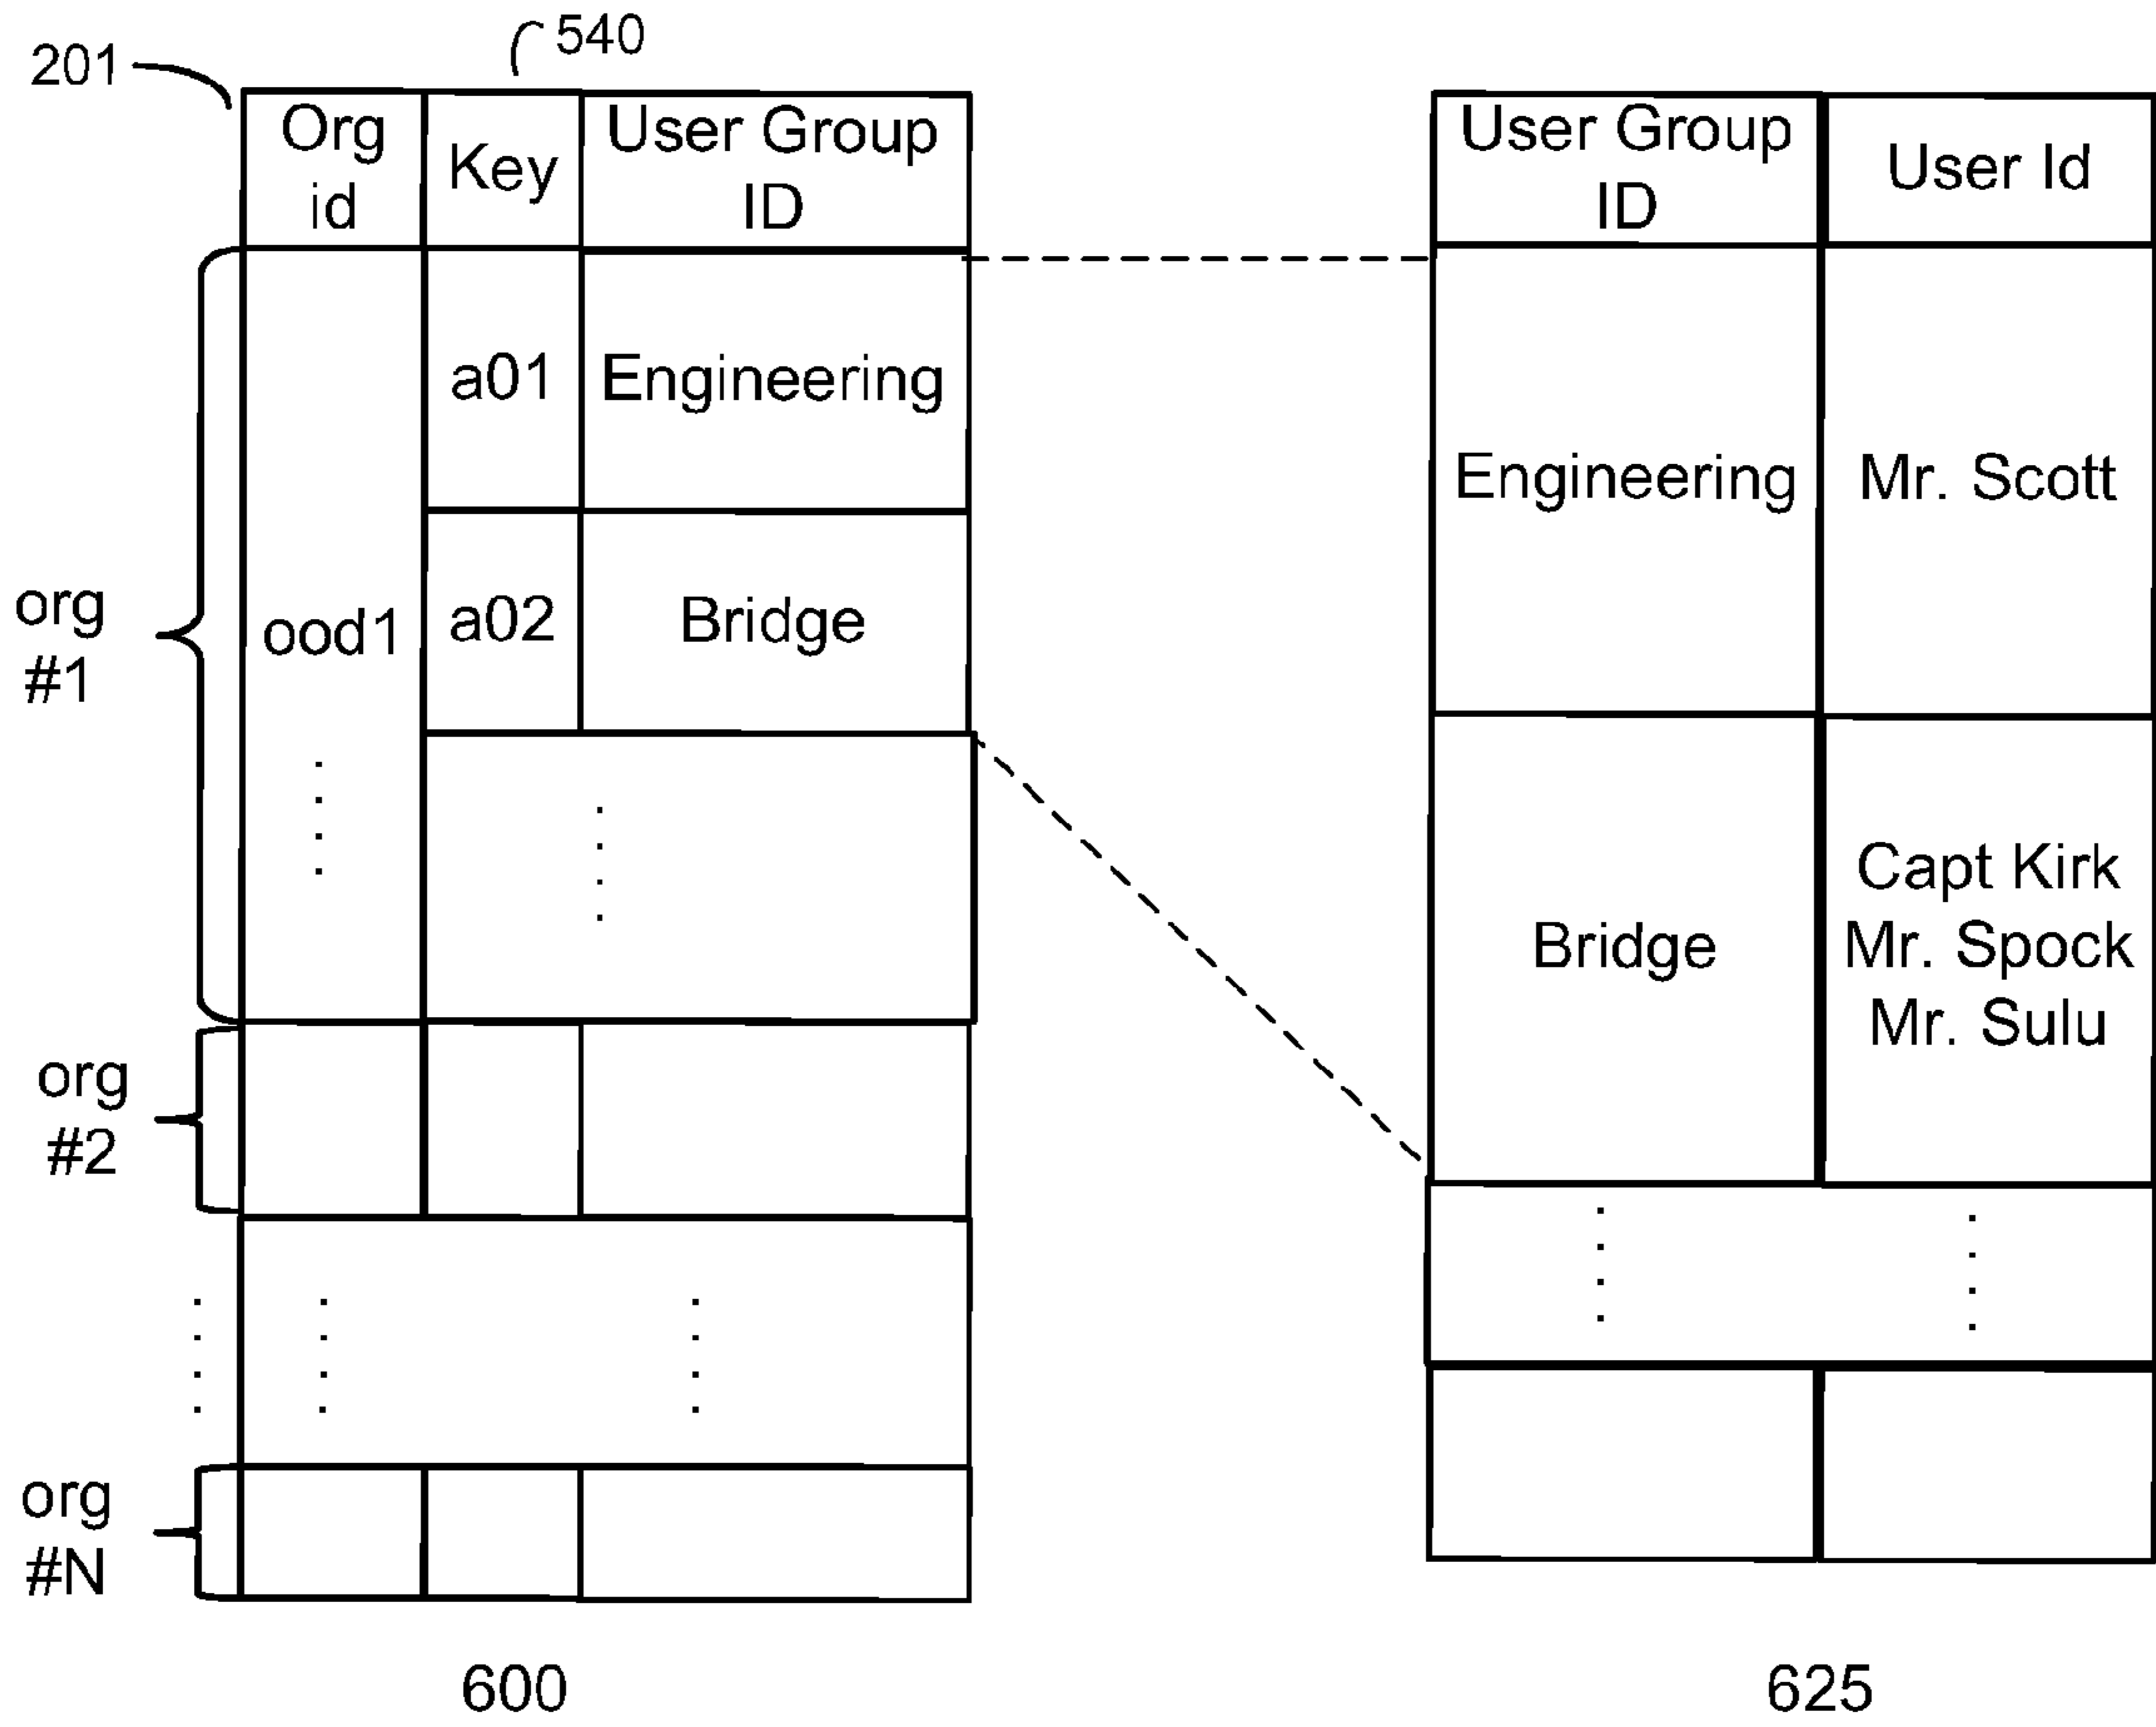 540
201
Org
id
Key
User Group
ID
User Group
ID
User Id
a01
Engineering
Engineering
Mr. Scott
org
#1
ood1
a02
Bridge
Bridge
Capt Kirk
Mr. Spock
Mr. Sulu
org
#2
org
#N
600
625